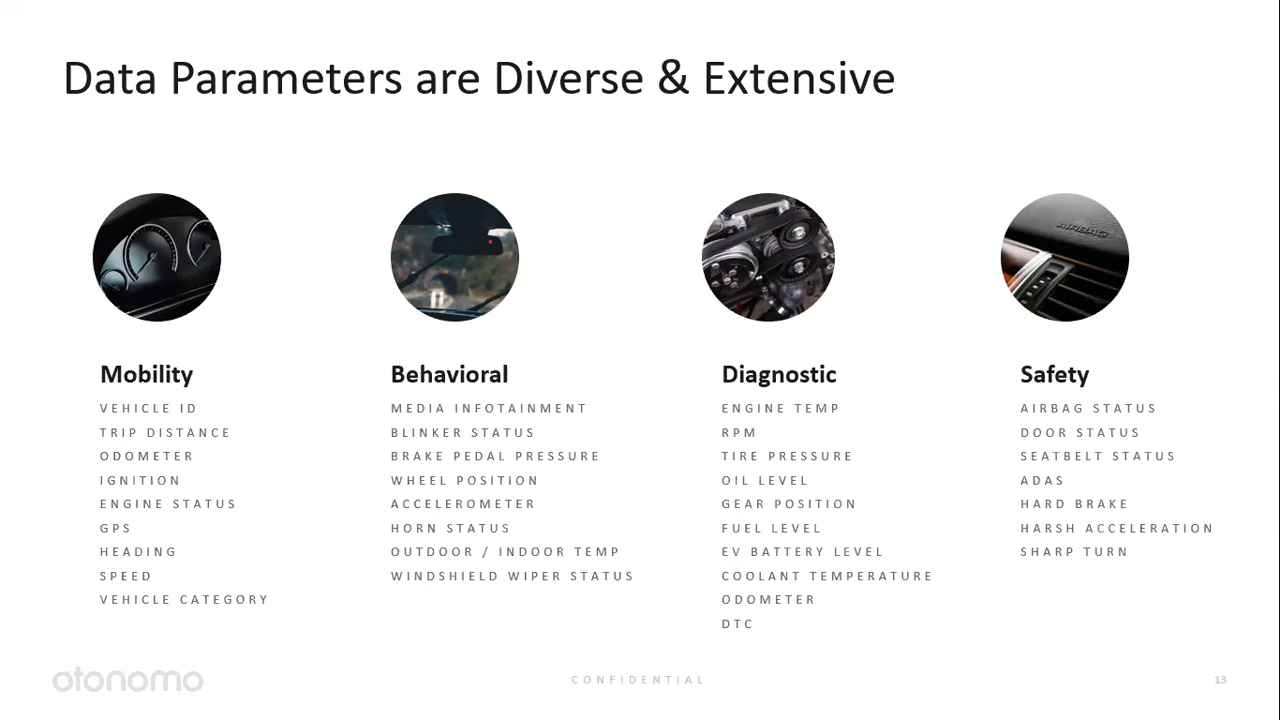 Data Parameters are Diverse & Extensive
AIRBAG
Mobility
VEHICLE ID
TRIP DISTANCE
ODOMETER
IGNITION
ENGINE STATUS
GPS
HEADING
SPEED
VEHICLE CATEGORY
Behavioral
MEDIA INFOTAINMENT
BLINKER STATUS
BRAKE PEDAL PRESSURE
WHEEL POSITION
ACCELEROMETER
HORN STATUS
OUTDOOR / INDOOR TEMP
WINDSHIELD WIPER STATUS
Diagnostic
ENGINE TEMP
RPM
TIRE PRESSURE
OIL LEVEL
GEAR POSITION
FUEL LEVEL
EV BATTERY LEVEL
COOLANT TEMPERATURE
ODOMETER
DTC
Safety
AIRBAG STATUS
DOOR STATUS
SEATBELT STATUS
ADAS
HARD BRAKE
HARSH ACCELERATION
SHARP TURN
otonomo
CONFIDENTIAL
13